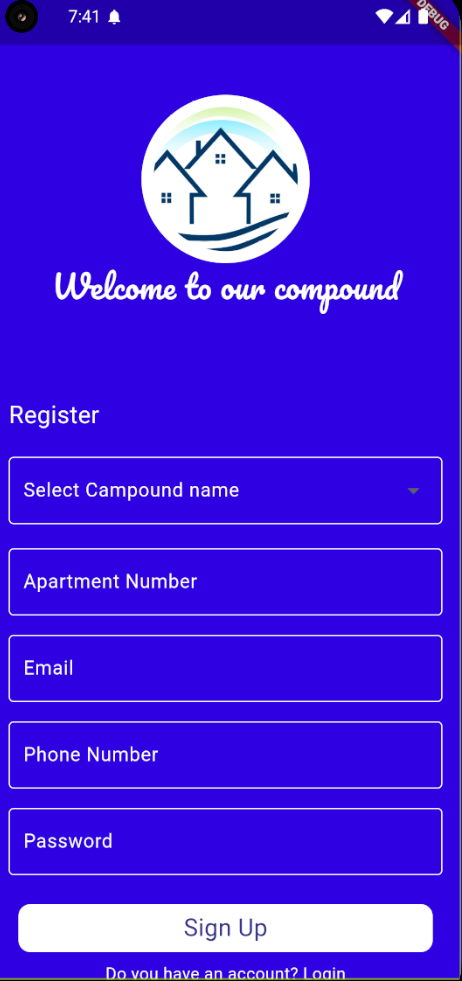 7:41
DEBUG
Welcome to our compound
Register
Select Campound name
Apartment Number
Email
Phone Number
Password
Sign Up
Do you have an account? Login